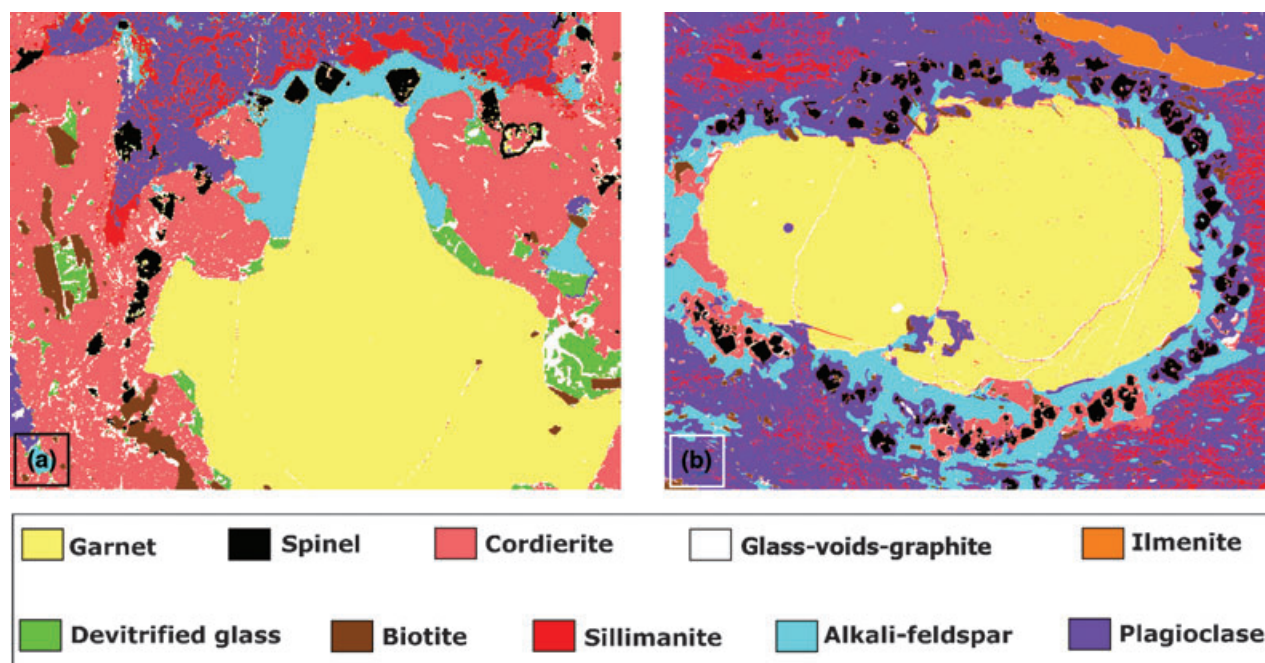 (a)
(b)
Garnet Spinel Cordierite Glass-voids-graphite Ilmenite
Devitrified glass Biotite Sillimanite Alkali-feldspar Plagioclase